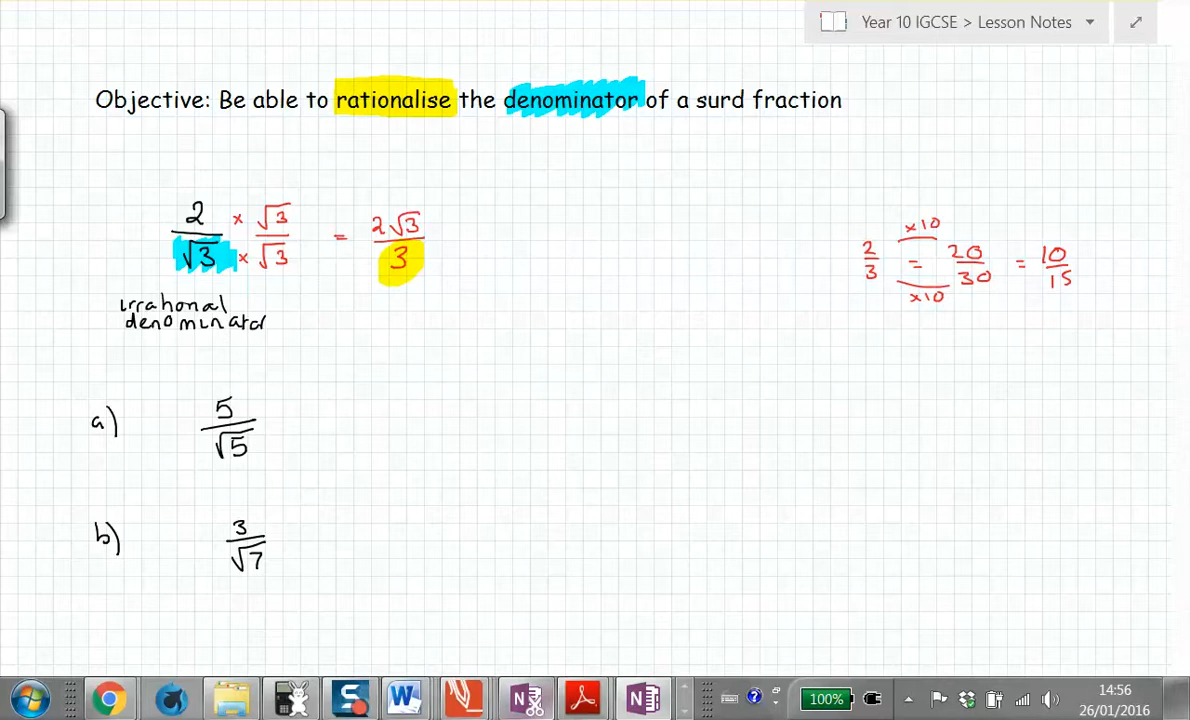 Year 10 IGCSE > Lesson Notes
Objective: Be able to rationalise the denominator of a surd fraction
2/√3 × √3/× √3 = 2√3/3
irrational
denominator
×10
2/3 = 20/30 = 10/15
×10
a) 5/√5
b) 3/√7
100%
14:56
26/01/2016